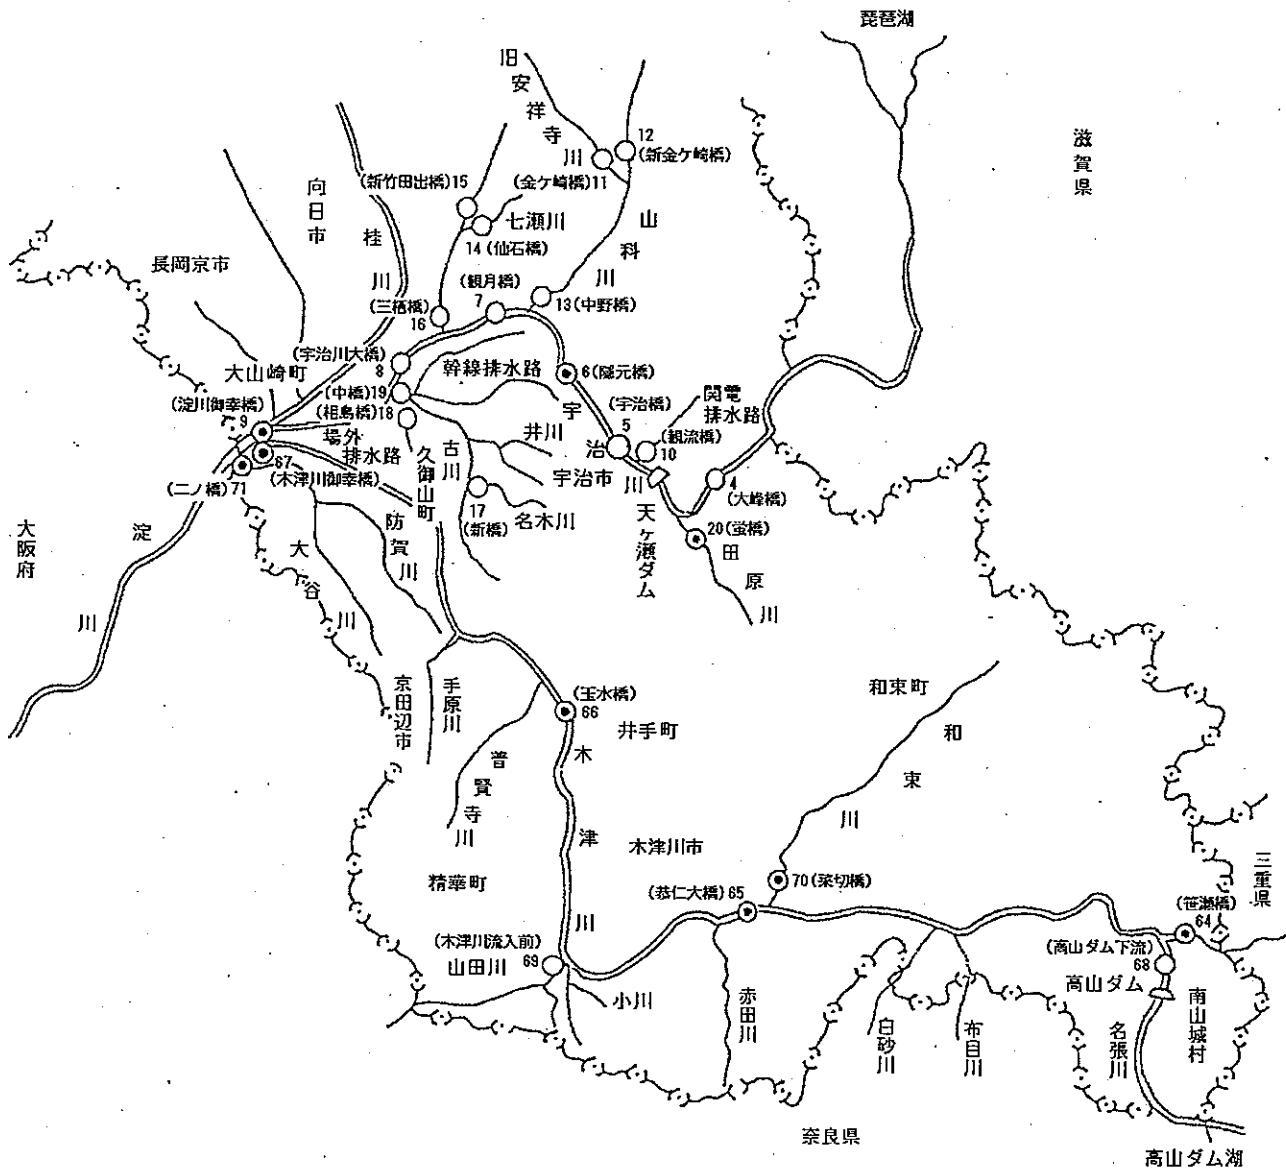 琵琶湖
滋賀県
旧安祥寺川
12
(新金ケ崎橋)
(金ケ崎橋)11
(新竹田出橋)15
向日市
桂川
七瀬川
14(仙石橋)
山科川
長岡京市
(観月橋)
7
13(中野橋)
(三栖橋)
16
(宇治川大橋)
8
幹線排水路
6(隠元橋)
大山崎町
(中橋)19
(淀川御幸橋)
9
(相島橋)18
宇治川
(宇治橋)
5
関電
排水路
(観流橋)
10
場外
排水路
久御山町
古川
井川
宇治市
67
(木津川御幸橋)
(二ノ橋)71
17
(新橋)
名木川
4
(大峰橋)
天ヶ瀬ダム
20(蛍橋)
田原川
大阪府
淀川
防賀川
大谷川
京田辺市
手原川
(玉水橋)
66
井手町
和束町
和束川
普賢寺川
木津川
木津川市
精華町
70(菜切橋)
(恭仁大橋)65
三重県
(笹瀬橋)
64
(木津川流入前)
69
山田川
小川
赤田川
白砂川
布目川
(高山ダム下流)
68
高山ダム
名張川
南山城村
奈良県
高山ダム湖